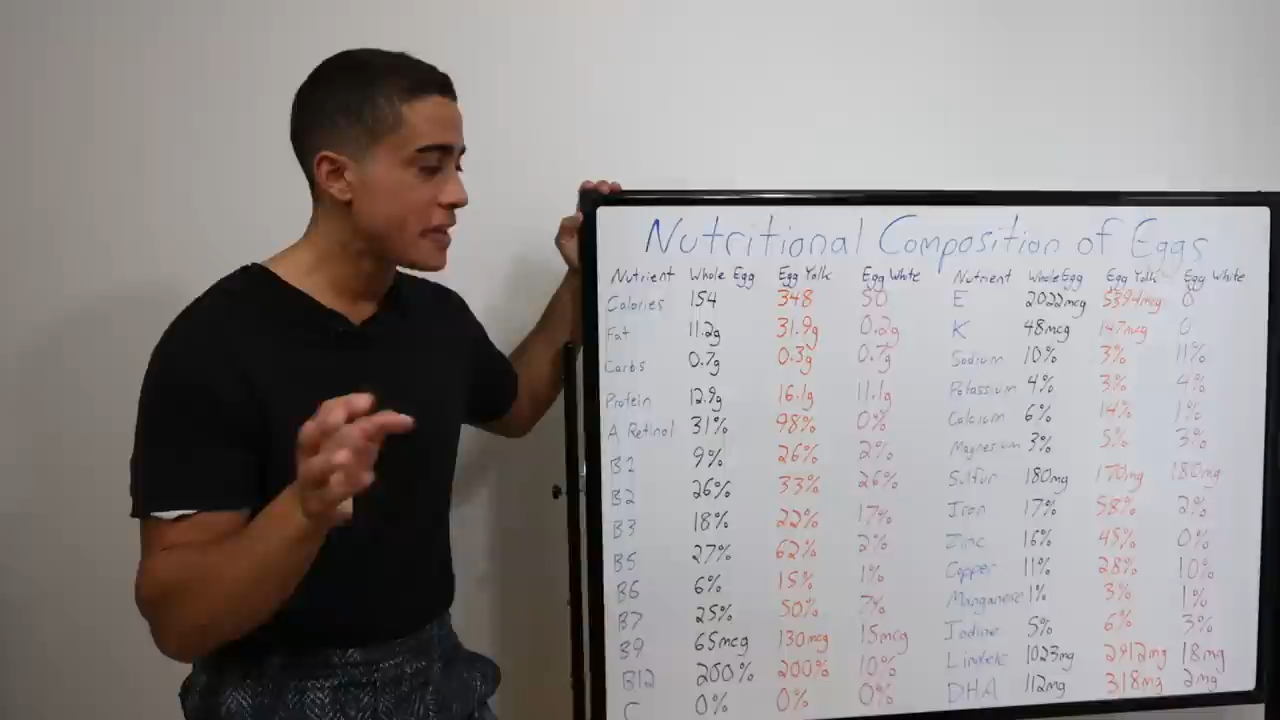 Nutritional Composition of Eggs
Nutrient Whole Egg Egg Yolk Egg White
Calories 154 348 50
Fat 11.2g 31.9g 0.2g
Carbs 0.7g 0.3g 0.7g
Protein 12.9g 16.1g 11.1g
A Retinol 31% 98% 0%
B2 9% 26% 2%
B2 26% 33% 26%
B3 18% 22% 17%
B5 27% 62% 2%
B6 6% 15% 1%
B7 25% 50% 7%
B9 65mcg 130mcg 15mcg
B12 200% 200% 10%
C 0% 0% 0%
Nutrient Whole Egg Egg Yolk Egg White
E 2022mcg 5394mcg 0
K 48mcg 147mcg 0
Sodium 10% 3% 11%
Potassium 4% 3% 4%
Calcium 6% 14% 1%
Magnesium 3% 5% 3%
Sulfur 180mg 170mg 180mg
Iron 17% 58% 2%
Zinc 16% 45% 0%
Copper 11% 28% 10%
Manganese 1% 3% 1%
Iodine 5% 6% 3%
Linoleic 1023mg 2912mg 18mg
DHA 112mg 318mg 2mg